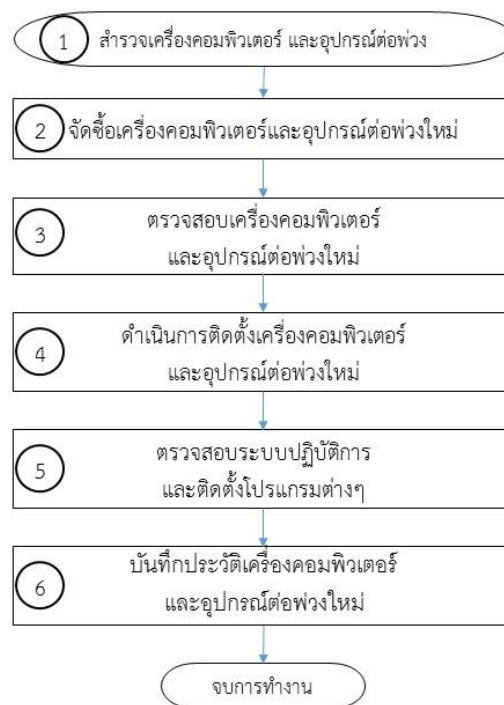 1 สำรวจเครื่องคอมพิวเตอร์ และอุปกรณ์ต่อพ่วง
2 จัดซื้อเครื่องคอมพิวเตอร์และอุปกรณ์ต่อพ่วงใหม่
3 ตรวจสอบเครื่องคอมพิวเตอร์
และอุปกรณ์ต่อพ่วงใหม่
4 ดำเนินการติดตั้งเครื่องคอมพิวเตอร์
และอุปกรณ์ต่อพ่วงใหม่
5 ตรวจสอบระบบปฏิบัติการ
และติดตั้งโปรแกรมต่างๆ
6 บันทึกประวัติเครื่องคอมพิวเตอร์
และอุปกรณ์ต่อพ่วงใหม่
จบการทำงาน